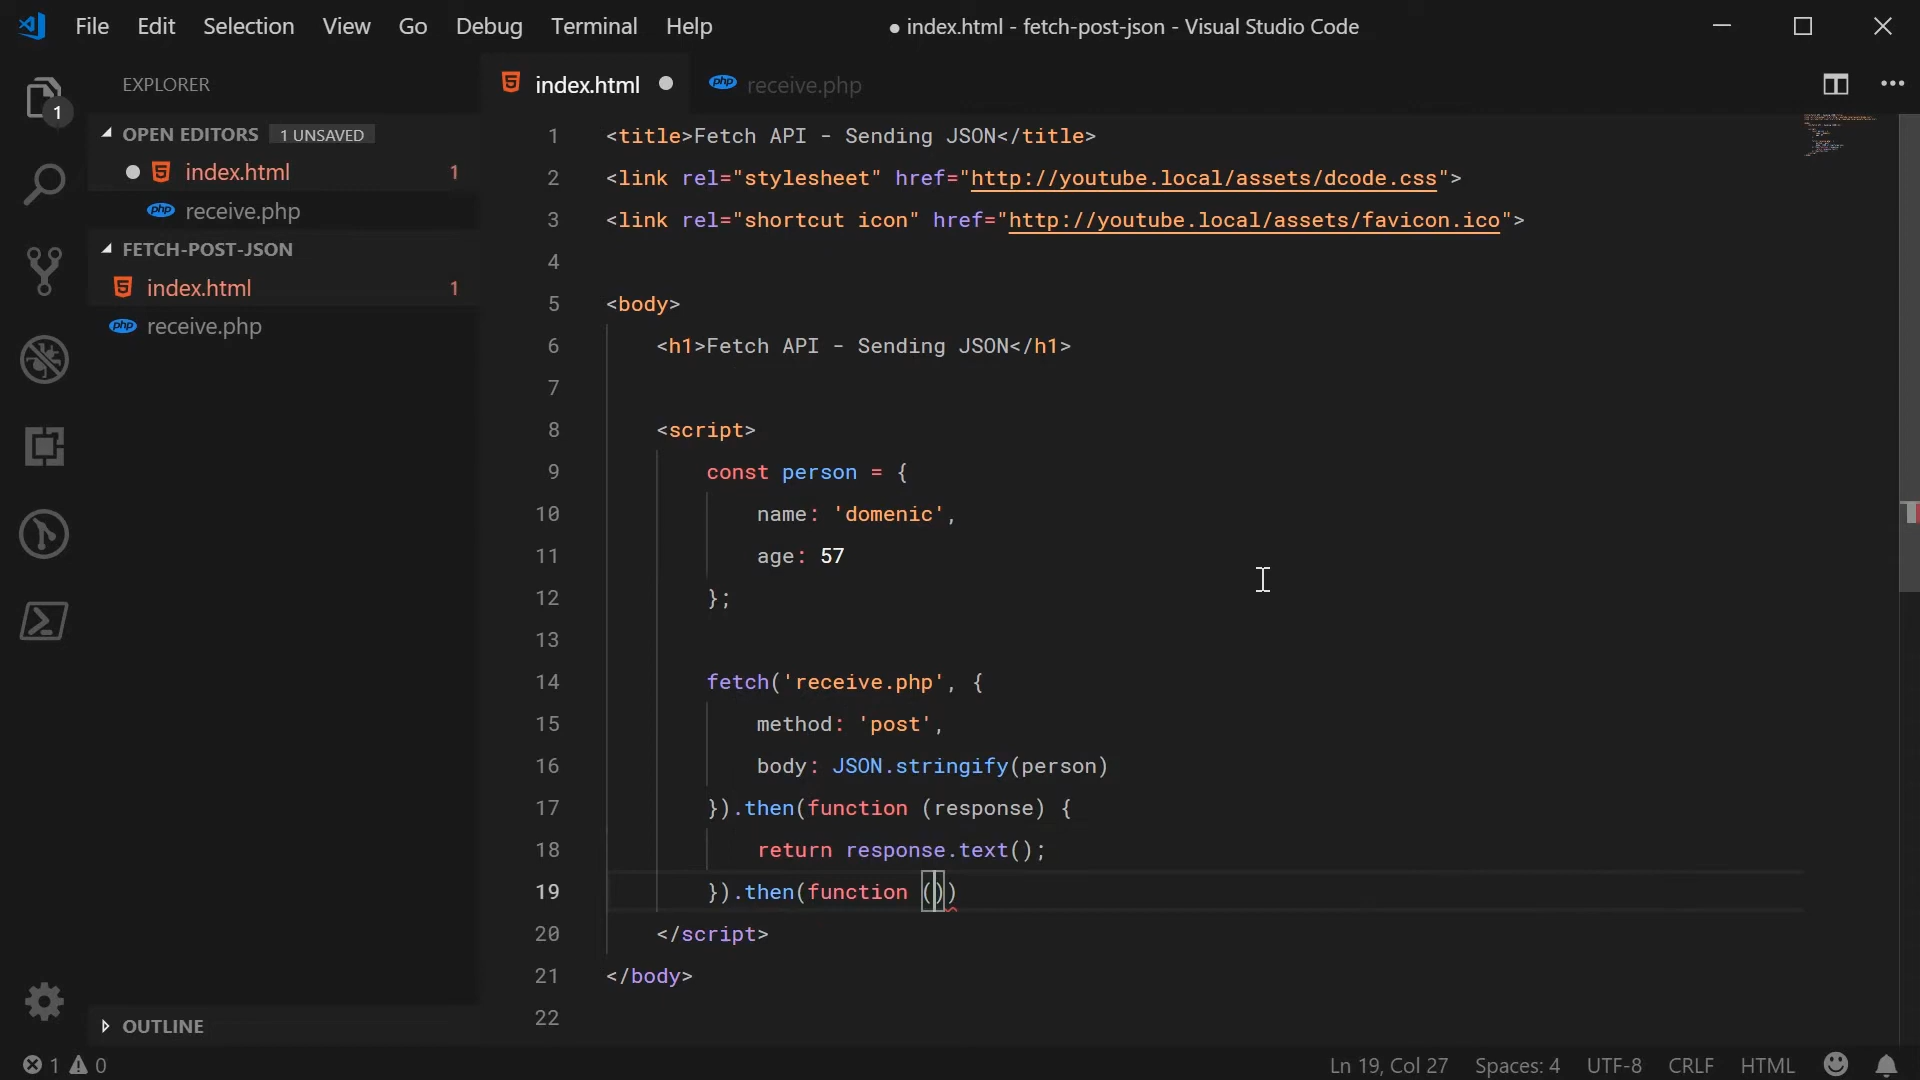 File Edit Selection View Go Debug Terminal Help
● index.html - fetch-post-json - Visual Studio Code
EXPLORER
OPEN EDITORS 1 UNSAVED
index.html 1
receive.php
FETCH-POST-JSON
index.html 1
receive.php
OUTLINE
1
index.html
receive.php
1 <title>Fetch API - Sending JSON</title>
2 <link rel="stylesheet" href="http://youtube.local/assets/dcode.css">
3 <link rel="shortcut icon" href="http://youtube.local/assets/favicon.ico">
4
5 <body>
6 <h1>Fetch API - Sending JSON</h1>
7
8 <script>
9 const person = {
10 name: 'domenic',
11 age: 57
12 };
13
14 fetch('receive.php', {
15 method: 'post',
16 body: JSON.stringify(person)
17 }).then(function (response) {
18 return response.text();
19 }).then(function ())
20 </script>
21 </body>
22
1 0
Ln 19, Col 27 Spaces: 4 UTF-8 CRLF HTML